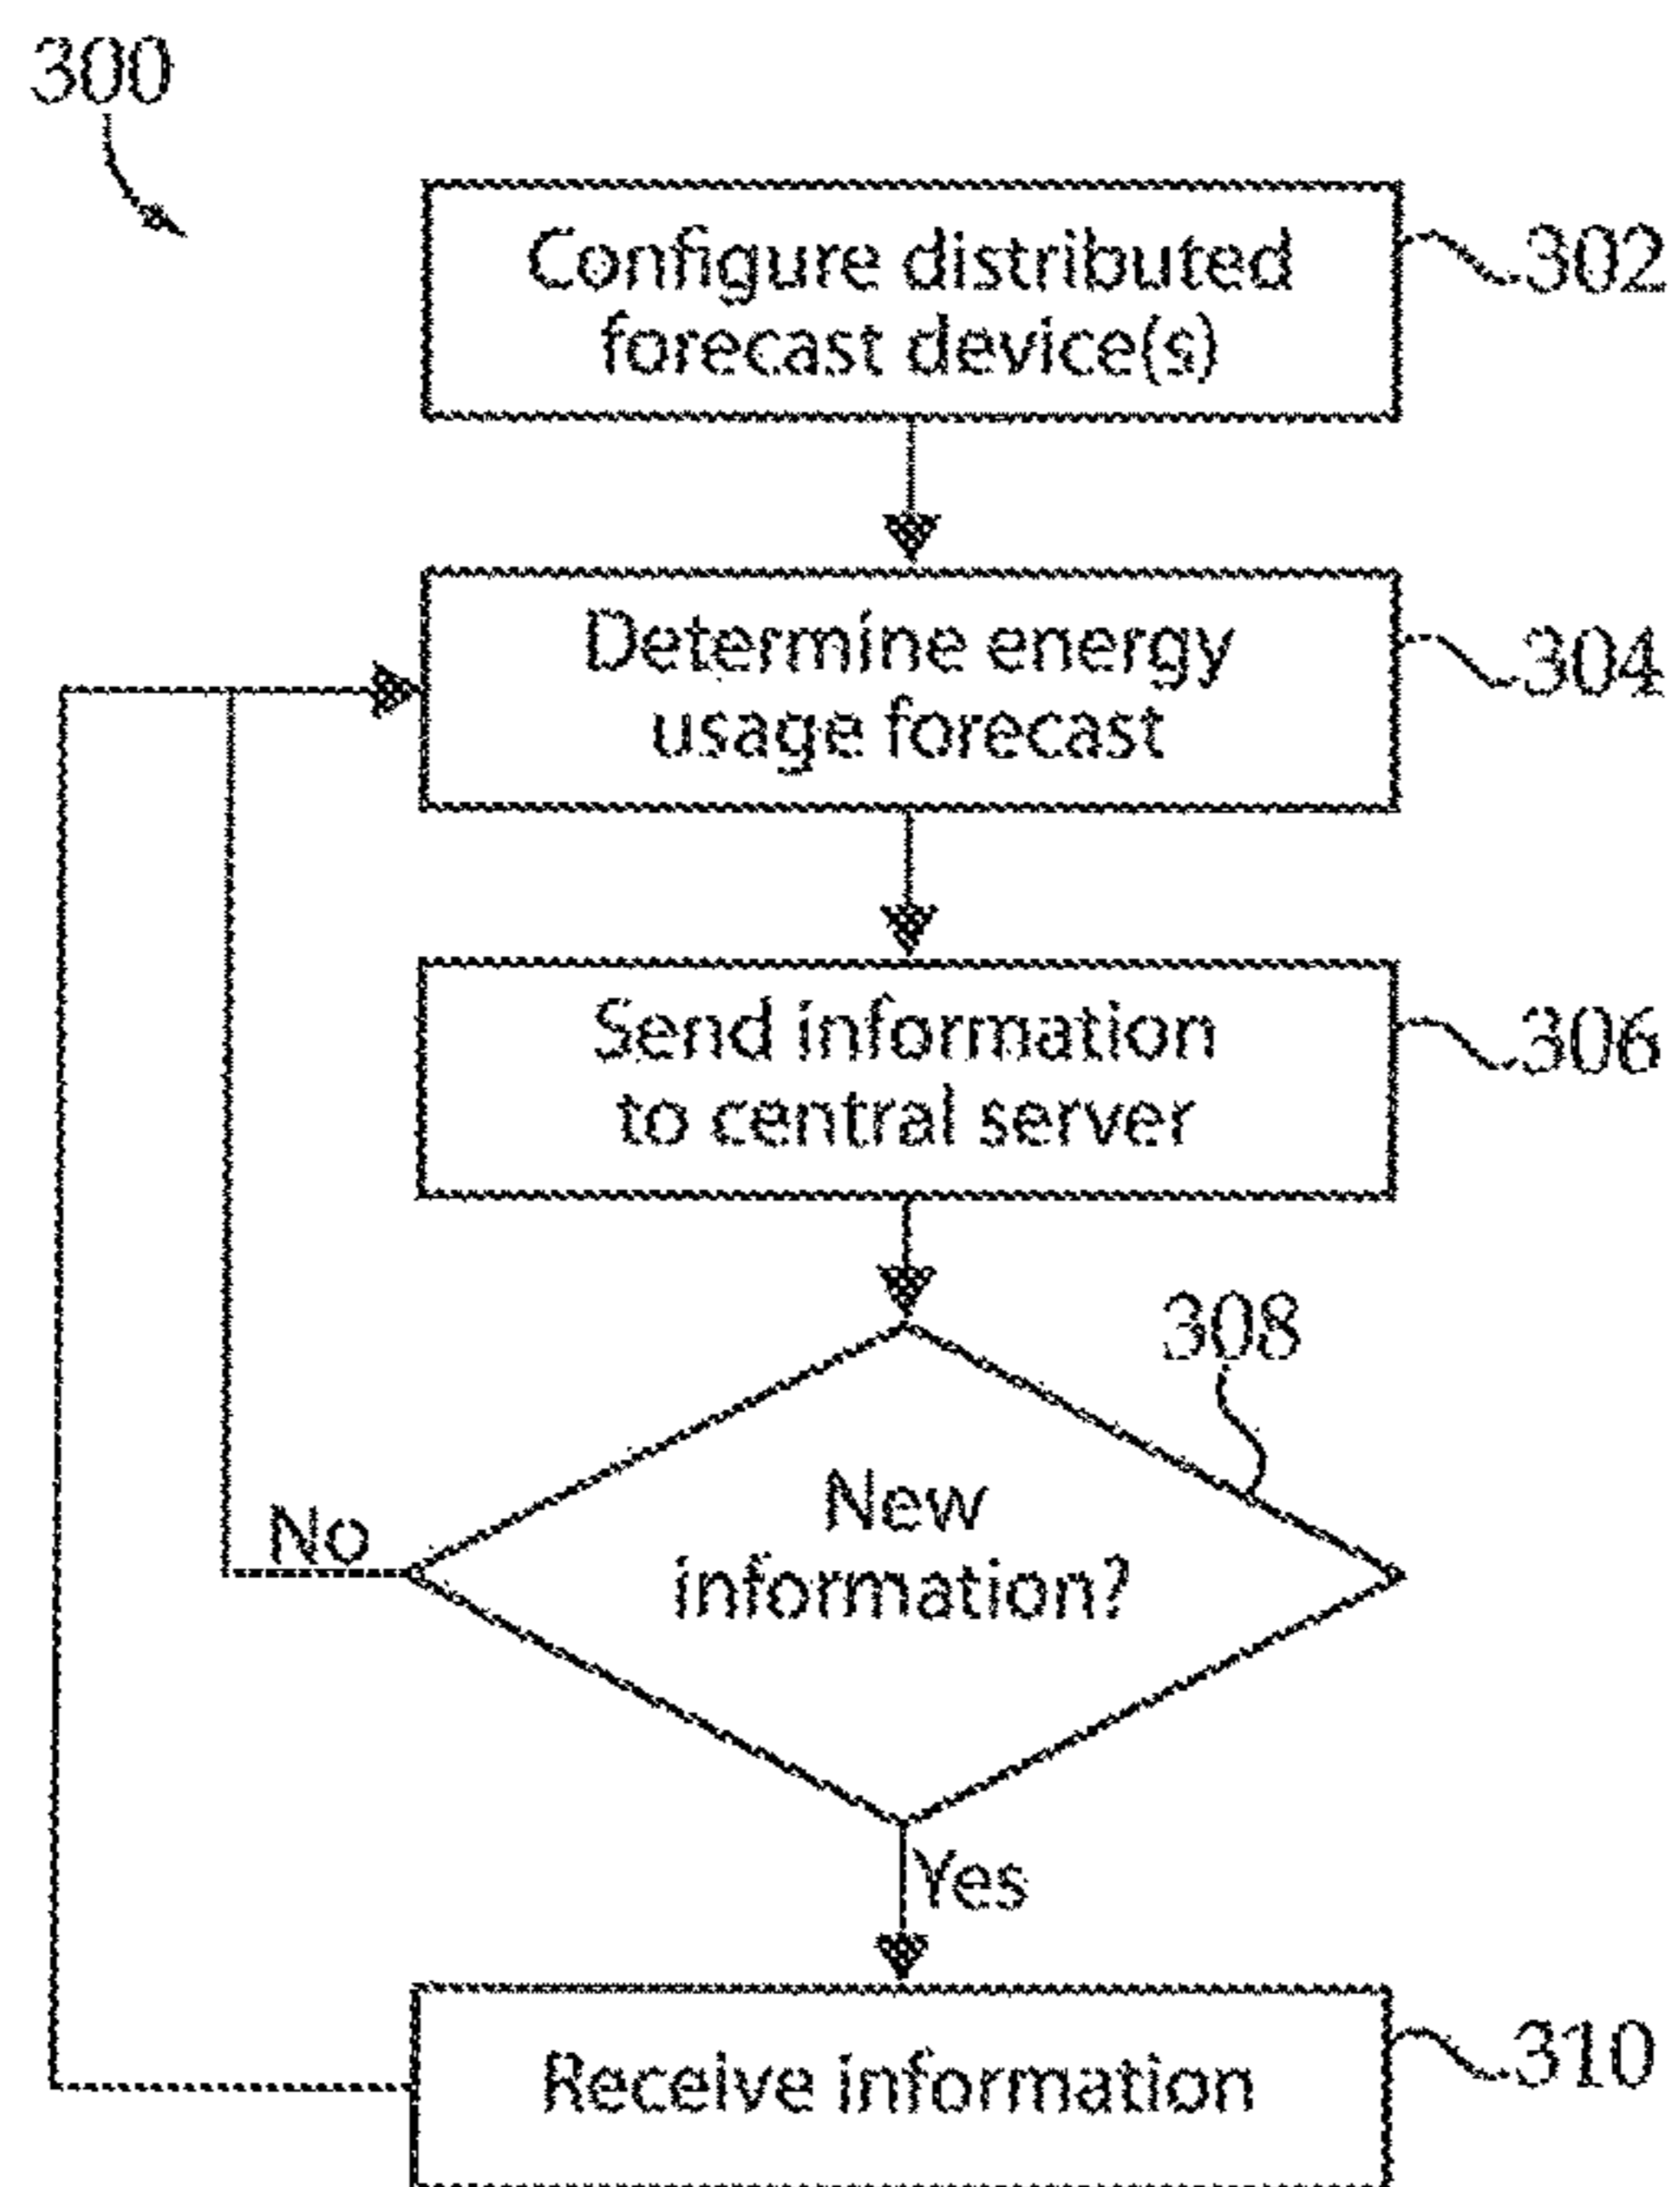 300
Configure distributed
forecast device(s)
302
Determine energy
usage forecast
304
Send information
to central server
306
308
New
information?
No
Yes
Receive information
310